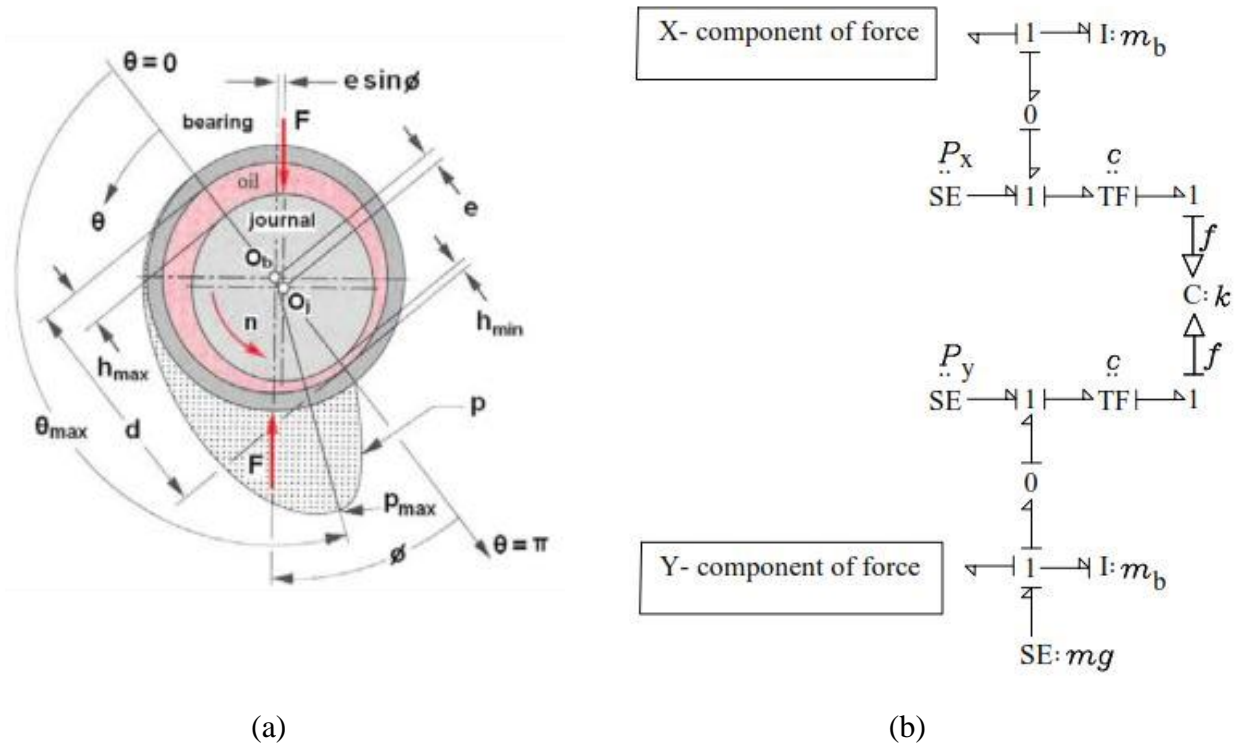 θ = 0
e sinø
F
bearing
oil
θ
journal
e
O_b
O_j
n
h_min
h_max
θ_max
d
F
p
p_max
θ = π
ø
(a)
X- component of force
1
I: m_b
0
P_x
c
SE
1
TF
1
f
C: k
f
P_y
c
SE
1
TF
1
0
Y- component of force
1
I: m_b
SE: mg
(b)